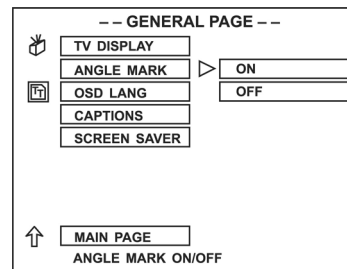 -- GENERAL PAGE --
TV DISPLAY
ANGLE MARK ON
OSD LANG OFF
CAPTIONS
SCREEN SAVER
MAIN PAGE
ANGLE MARK ON/OFF